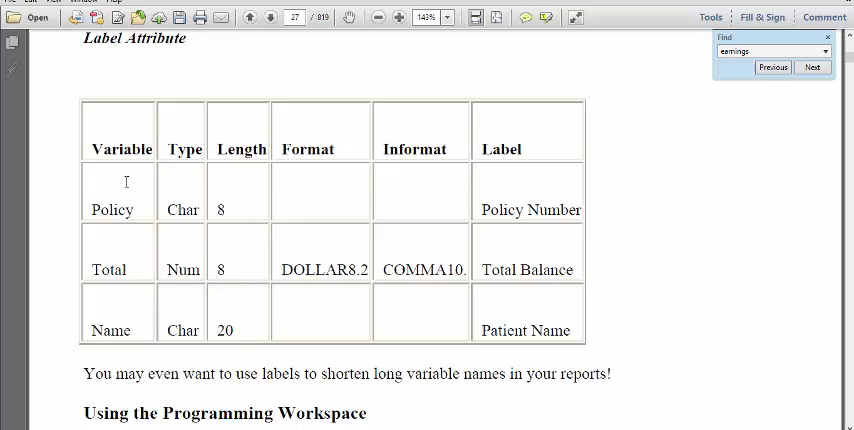 Open
27
/ 819
143%
Tools
Fill & Sign
Comment
Find
earnings
Previous
Next
Label Attribute
Variable Type Length Format Informat Label
Policy Char 8 Policy Number
Total Num 8 DOLLAR8.2 COMMA10. Total Balance
Name Char 20 Patient Name
You may even want to use labels to shorten long variable names in your reports!
Using the Programming Workspace